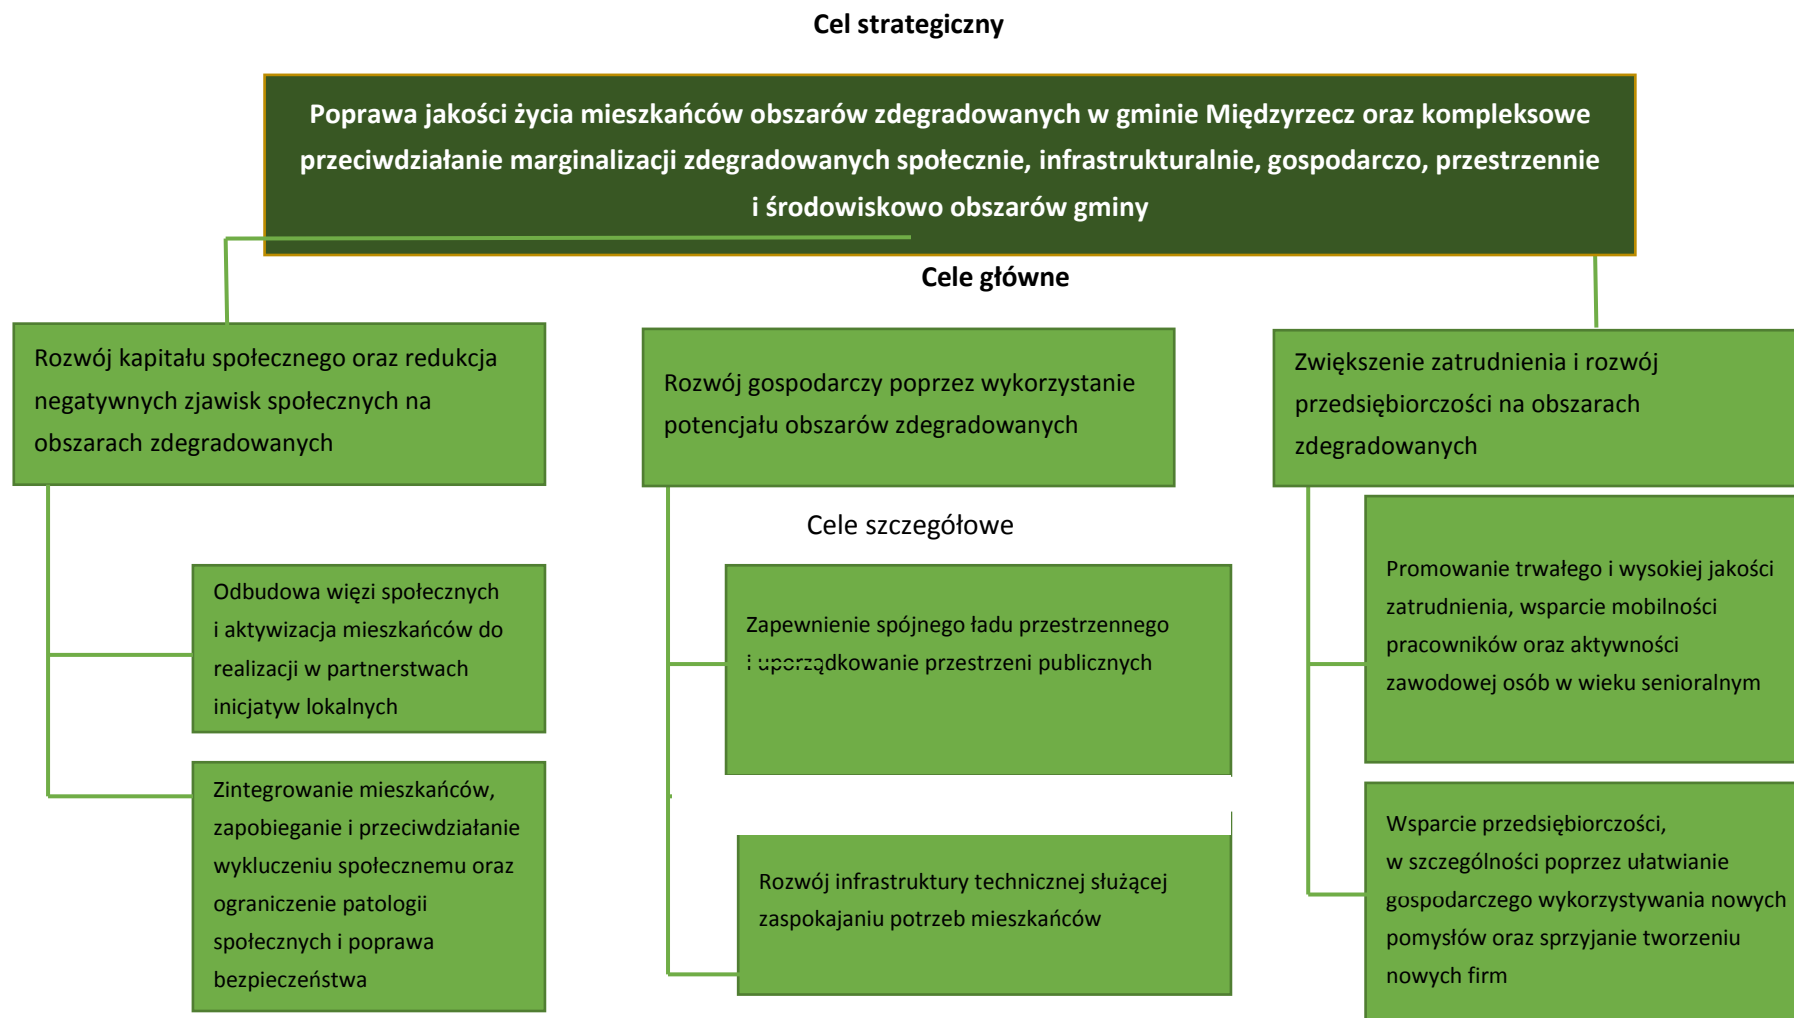 Cel strategiczny
Poprawa jakości życia mieszkańców obszarów zdegradowanych w gminie Międzyrzecz oraz kompleksowe
przeciwdziałanie marginalizacji zdegradowanych społecznie, infrastrukturalnie, gospodarczo, przestrzennie
i środowiskowo obszarów gminy
Cele główne
Rozwój kapitału społecznego oraz redukcja
negatywnych zjawisk społecznych na
obszarach zdegradowanych
Rozwój gospodarczy poprzez wykorzystanie
potencjału obszarów zdegradowanych
Zwiększenie zatrudnienia i rozwój
przedsiębiorczości na obszarach
zdegradowanych
Cele szczegółowe
Odbudowa więzi społecznych
i aktywizacja mieszkańców do
realizacji w partnerstwach
inicjatyw lokalnych
Zintegrowanie mieszkańców,
zapobieganie i przeciwdziałanie
wykluczeniu społecznemu oraz
ograniczenie patologii
społecznych i poprawa
bezpieczeństwa
Zapewnienie spójnego ładu przestrzennego
i uporządkowanie przestrzeni publicznych
Rozwój infrastruktury technicznej służącej
zaspokajaniu potrzeb mieszkańców
Promowanie trwałego i wysokiej jakości
zatrudnienia, wsparcie mobilności
pracowników oraz aktywności
zawodowej osób w wieku senioralnym
Wsparcie przedsiębiorczości,
w szczególności poprzez ułatwianie
gospodarczego wykorzystywania nowych
pomysłów oraz sprzyjanie tworzeniu
nowych firm